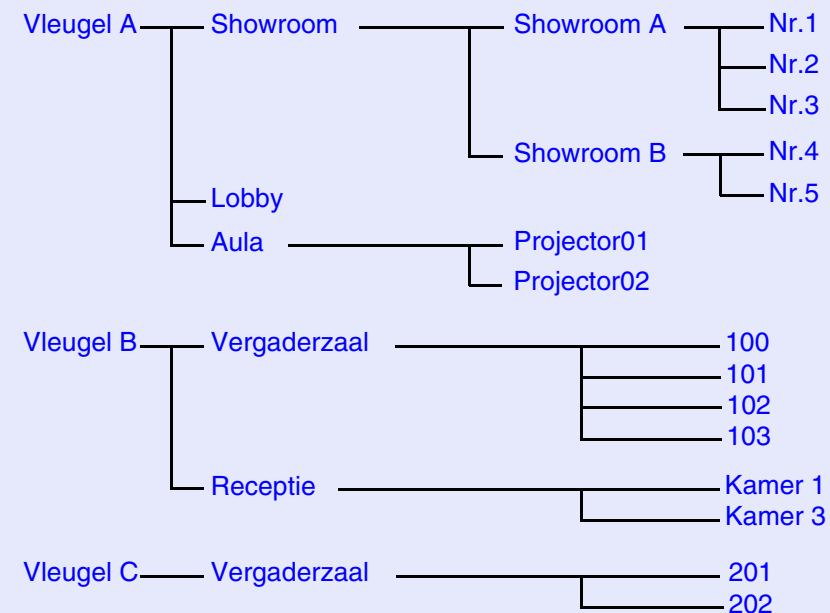 Vleugel A Showroom Showroom A Nr.1
Nr.2
Nr.3
Showroom B Nr.4
Nr.5
Lobby
Aula Projector01
Projector02
Vleugel B Vergaderzaal 100
101
102
103
Receptie Kamer 1
Kamer 3
Vleugel C Vergaderzaal 201
202